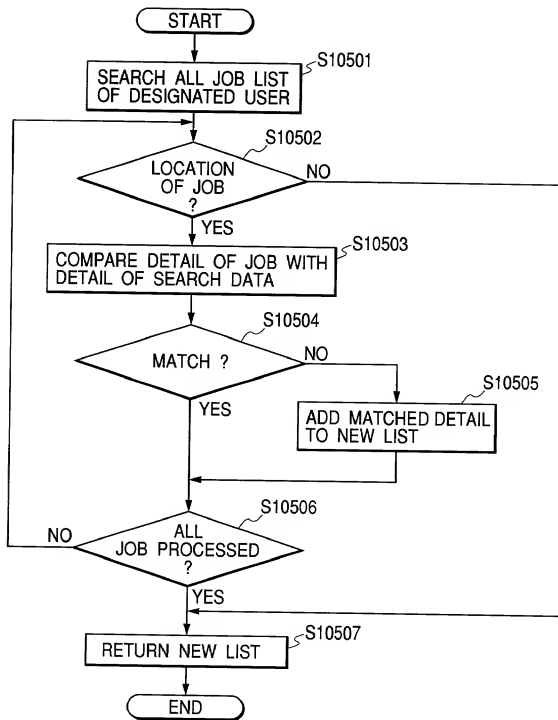 START
S10501
SEARCH ALL JOB LIST
OF DESIGNATED USER
S10502
LOCATION
OF JOB
?
NO
YES
S10503
COMPARE DETAIL OF JOB WITH
DETAIL OF SEARCH DATA
S10504
MATCH ?
NO
YES
S10505
ADD MATCHED DETAIL
TO NEW LIST
S10506
ALL
JOB PROCESSED
?
NO
YES
S10507
RETURN NEW LIST
END